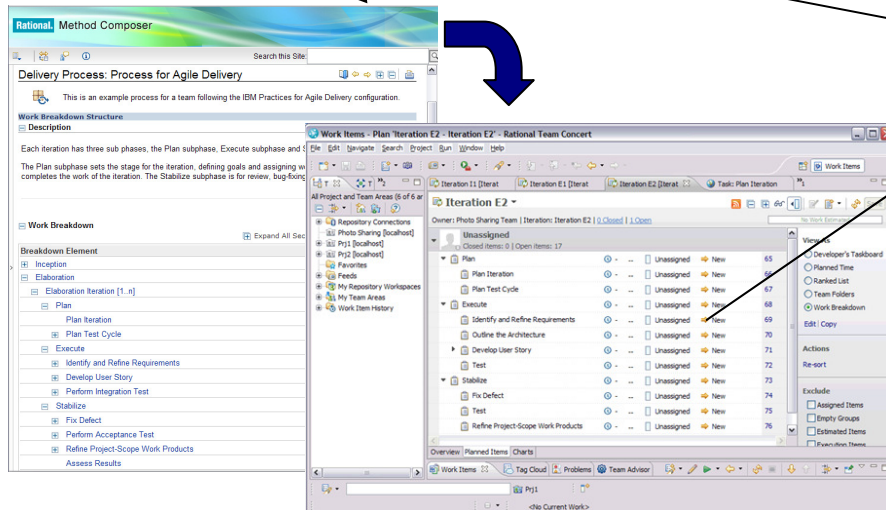 Rational. Method Composer
Search this Site:
Delivery Process: Process for Agile Delivery
This is an example process for a team following the IBM Practices for Agile Delivery configuration.
Work Breakdown Structure
Description
Each iteration has three sub phases, the Plan subphase, Execute subphase and
The Plan subphase sets the stage for the iteration, defining goals and assigning
completes the work of the iteration. The Stabilize subphase is for review, bug-fixing
Work Breakdown
Expand All Sec
Breakdown Element
Inception
Elaboration
Elaboration Iteration [1..n]
Plan
Plan Iteration
Plan Test Cycle
Execute
Identify and Refine Requirements
Develop User Story
Perform Integration Test
Stabilize
Fix Defect
Perform Acceptance Test
Refine Project-Scope Work Products
Assess Results
Work Items - Plan 'Iteration E2 - Iteration E2' - Rational Team Concert
File Edit Navigate Search Project Run Window Help
Work Items
All Project and Team Areas (6 of 6 ar
Repository Connections
Photo Sharing [localhost]
Prj1 [localhost]
Prj2 [localhost]
Favorites
Feeds
My Repository Workspaces
My Team Areas
Work Item History
Iteration I1 [Iterat
Iteration E1 [Iterat
Iteration E2 [Iterat
Task: Plan Iteration
Iteration E2
Owner: Photo Sharing Team | Iteration: Iteration E2 | 0 Closed | 1 Open
Unassigned
Closed items: 0 | Open items: 17
Plan Unassigned New 65
Plan Iteration Unassigned New 66
Plan Test Cycle Unassigned New 67
Execute Unassigned New 68
Identify and Refine Requirements Unassigned New 69
Outline the Architecture Unassigned New 70
Develop User Story Unassigned New 71
Test Unassigned New 72
Stabilize Unassigned New 73
Fix Defect Unassigned New 74
Test Unassigned New 75
Refine Project-Scope Work Products Unassigned New 76
View As
Developer's Taskboard
Planned Time
Ranked List
Team Folders
Work Breakdown
Edit | Copy
Actions
Re-sort
Exclude
Assigned Items
Empty Groups
Estimated Items
Execution Items
Overview Planned Items Charts
Work Items Tag Cloud Problems Team Advisor
Prj1
<No Current Work>